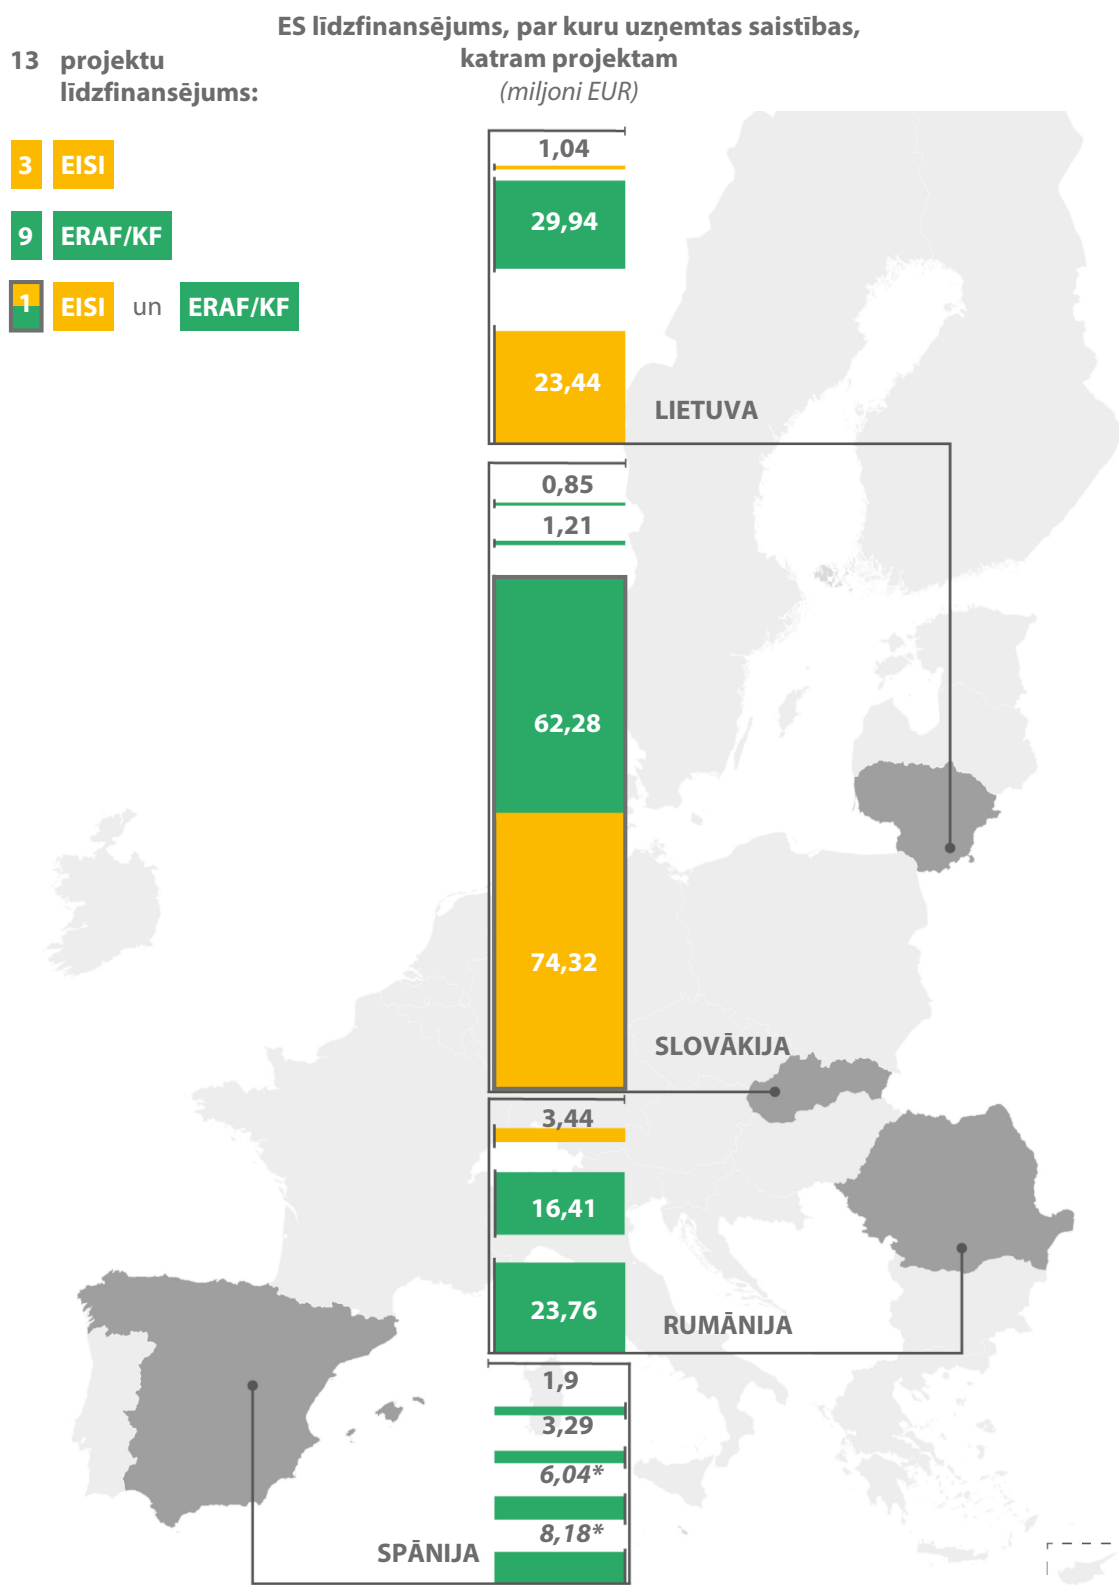 ES līdzfinansējums, par kuru uzņemtas saistības,
katram projektam
(miljoni EUR)
13 projektu
līdzfinansējums:
3 EISI
9 ERAF/KF
1 EISI un ERAF/KF
1,04
29,94
23,44
LIETUVA
0,85
1,21
62,28
74,32
SLOVĀKIJA
3,44
16,41
23,76
RUMĀNIJA
1,9
3,29
6,04*
8,18*
SPĀNIJA